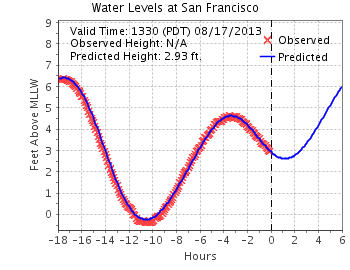 Water Levels at San Francisco
Valid Time: 1330 (PDT) 08/17/2013
Observed Height: N/A
Predicted Height: 2.93 ft.
Observed
Predicted
Feet Above MLLW
9
8
7
6
5
4
3
2
1
0
-18 -16 -14 -12 -10 -8 -6 -4 -2 0 2 4 6
Hours